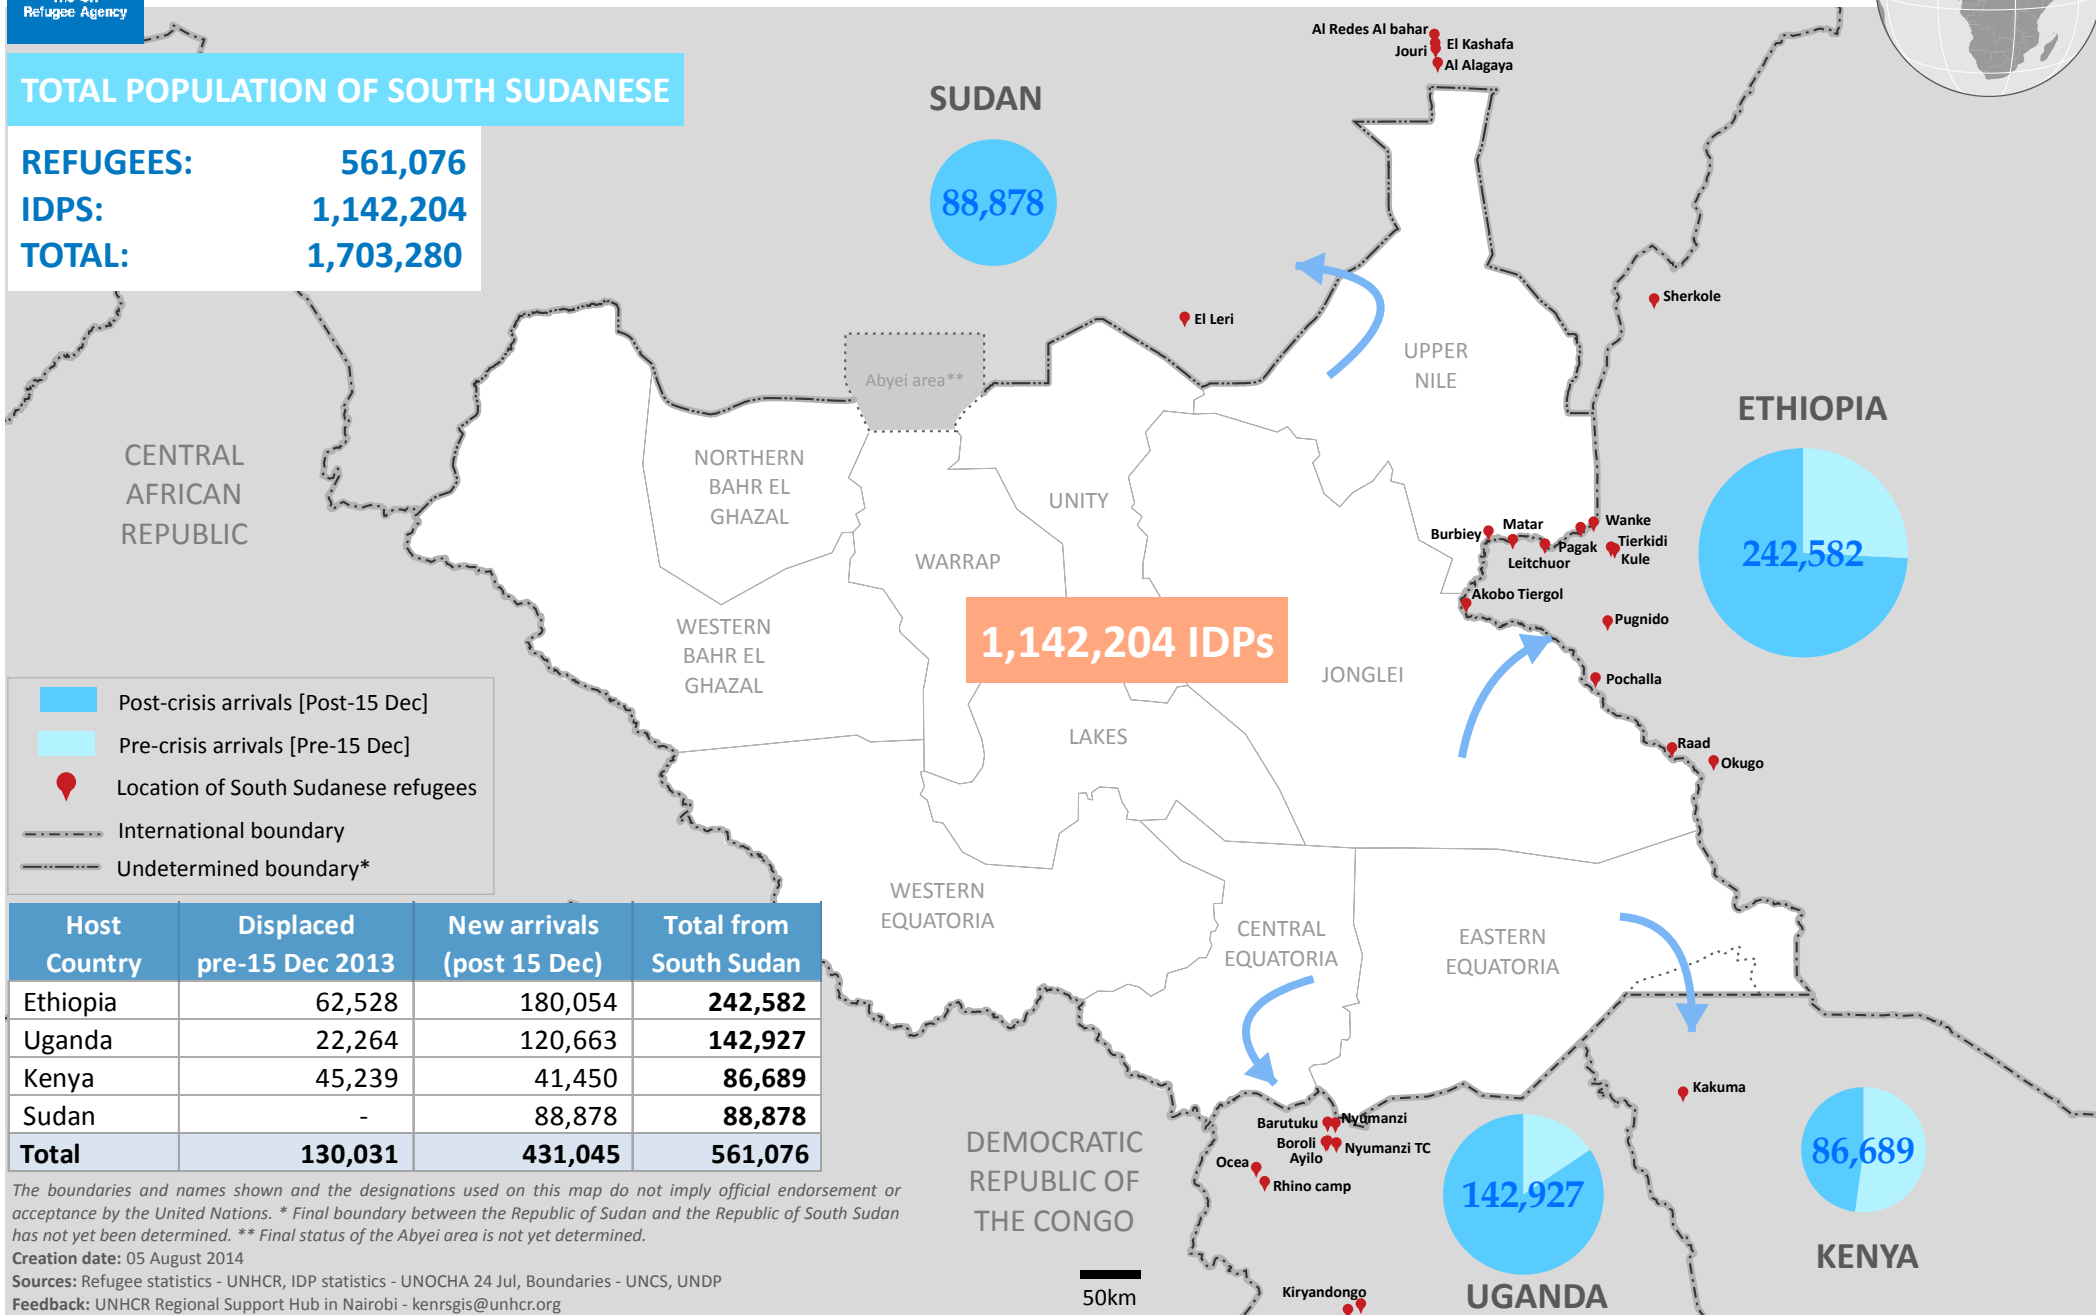 Refugee Agency
TOTAL POPULATION OF SOUTH SUDANESE
REFUGEES: 561,076
IDPS: 1,142,204
TOTAL: 1,703,280
SUDAN
88,878
Al Redes Al bahar
El Kashafa
Jouri
Al Alagaya
El Leri
Sherkole
UPPER
NILE
Abyei area**
ETHIOPIA
242,582
CENTRAL
AFRICAN
REPUBLIC
NORTHERN
BAHR EL
GHAZAL
UNITY
WARRAP
Burbiey
Matar
Wanke
Pagak
Tierkidi
Leitchuor
Kule
Akobo Tiergol
Pugnido
WESTERN
BAHR EL
GHAZAL
1,142,204 IDPs
JONGLEI
Pochalla
LAKES
Raad
Okugo
Post-crisis arrivals [Post-15 Dec]
Pre-crisis arrivals [Pre-15 Dec]
Location of South Sudanese refugees
International boundary
Undetermined boundary*
WESTERN
EQUATORIA
CENTRAL
EQUATORIA
EASTERN
EQUATORIA
Host Country | Displaced pre-15 Dec 2013 | New arrivals (post 15 Dec) | Total from South Sudan
Ethiopia 62,528 180,054 242,582
Uganda 22,264 120,663 142,927
Kenya 45,239 41,450 86,689
Sudan - 88,878 88,878
Total 130,031 431,045 561,076
Kakuma
Barutuku
Nyumanzi
Boroli
Nyumanzi TC
Ayilo
Ocea
Rhino camp
DEMOCRATIC
REPUBLIC OF
THE CONGO
142,927
UGANDA
86,689
KENYA
Kiryandongo
50km
The boundaries and names shown and the designations used on this map do not imply official endorsement or
acceptance by the United Nations. * Final boundary between the Republic of Sudan and the Republic of South Sudan
has not yet been determined. ** Final status of the Abyei area is not yet determined.
Creation date: 05 August 2014
Sources: Refugee statistics - UNHCR, IDP statistics - UNOCHA 24 Jul, Boundaries - UNCS, UNDP
Feedback: UNHCR Regional Support Hub in Nairobi - kenrsgis@unhcr.org